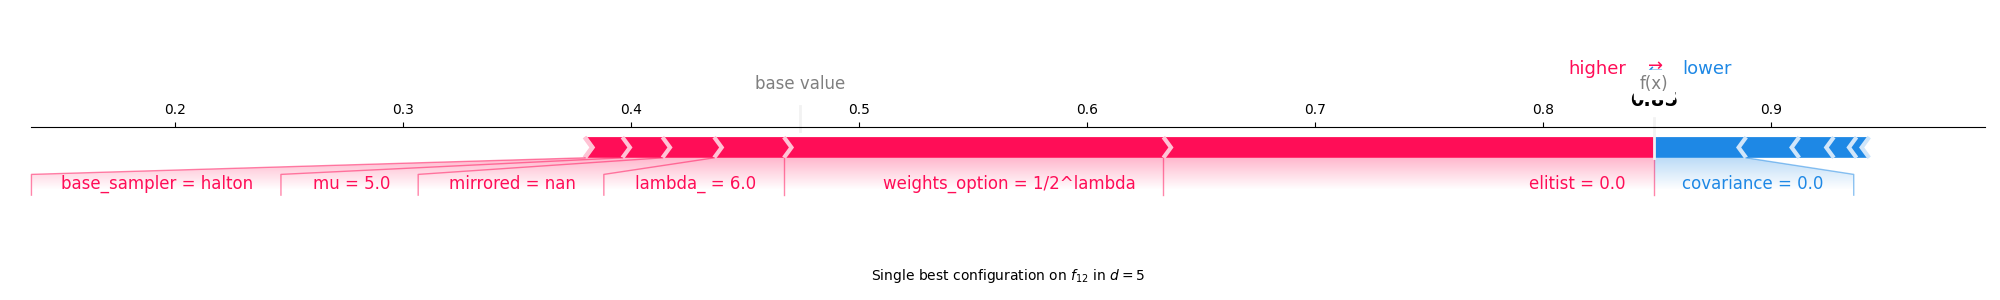 higher ⇄ lower
base value f(x)
0.85
0.2 0.3 0.4 0.5 0.6 0.7 0.8 0.9
base_sampler = halton mu = 5.0 mirrored = nan lambda_ = 6.0 weights_option = 1/2^lambda elitist = 0.0 covariance = 0.0
Single best configuration on f₁₂ in d = 5